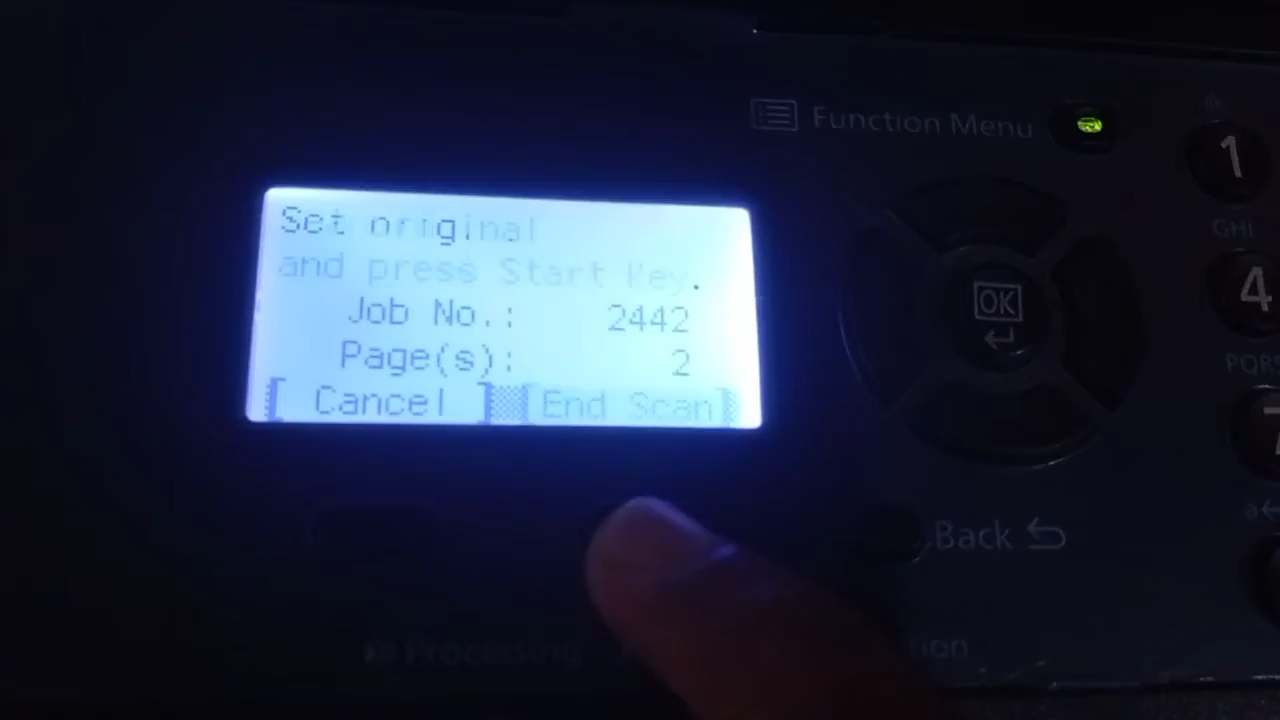 Function Menu
1
Set original
and press Start Key.
Job No.: 2442
Page(s): 2
[ Cancel ] [ End Scan ]
GHI
OK
4
PQRS
7
Back
a
Processing